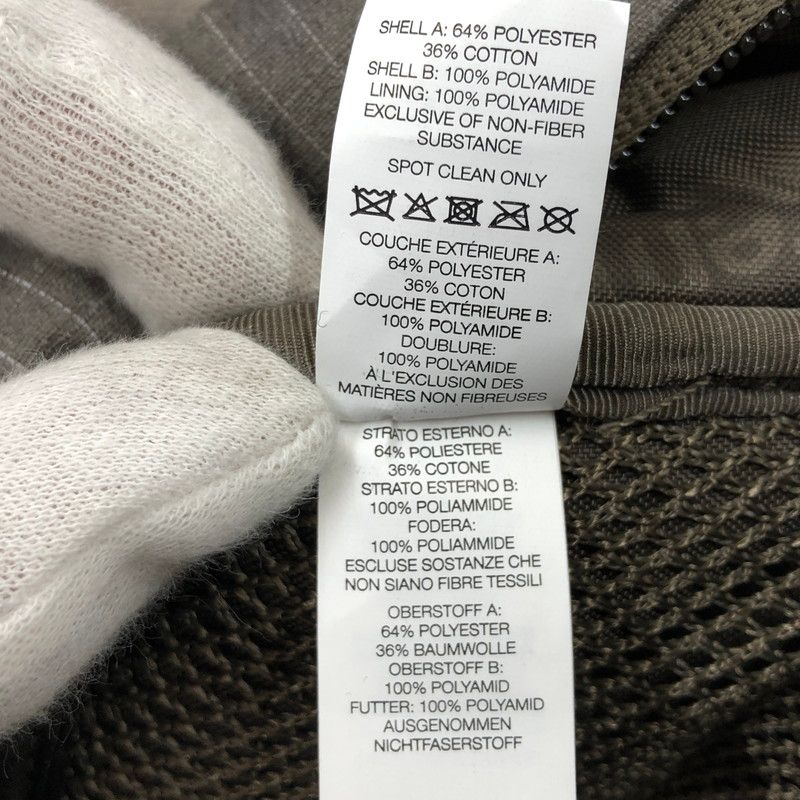 SHELL A: 64% POLYESTER
36% COTTON
SHELL B: 100% POLYAMIDE
LINING: 100% POLYAMIDE
EXCLUSIVE OF NON-FIBER
SUBSTANCE
SPOT CLEAN ONLY
COUCHE EXTÉRIEURE A:
64% POLYESTER
36% COTON
COUCHE EXTÉRIEURE B:
100% POLYAMIDE
DOUBLURE:
100% POLYAMIDE
À L'EXCLUSION DES
MATIÈRES NON FIBREUSES
STRATO ESTERNO A:
64% POLIESTERE
36% COTONE
STRATO ESTERNO B:
100% POLIAMMIDE
FODERA:
100% POLIAMMIDE
ESCLUSE SOSTANZE CHE
NON SIANO FIBRE TESSILI
OBERSTOFF A:
64% POLYESTER
36% BAUMWOLLE
OBERSTOFF B:
100% POLYAMID
FUTTER: 100% POLYAMID
AUSGENOMMEN
NICHTFASERSTOFF